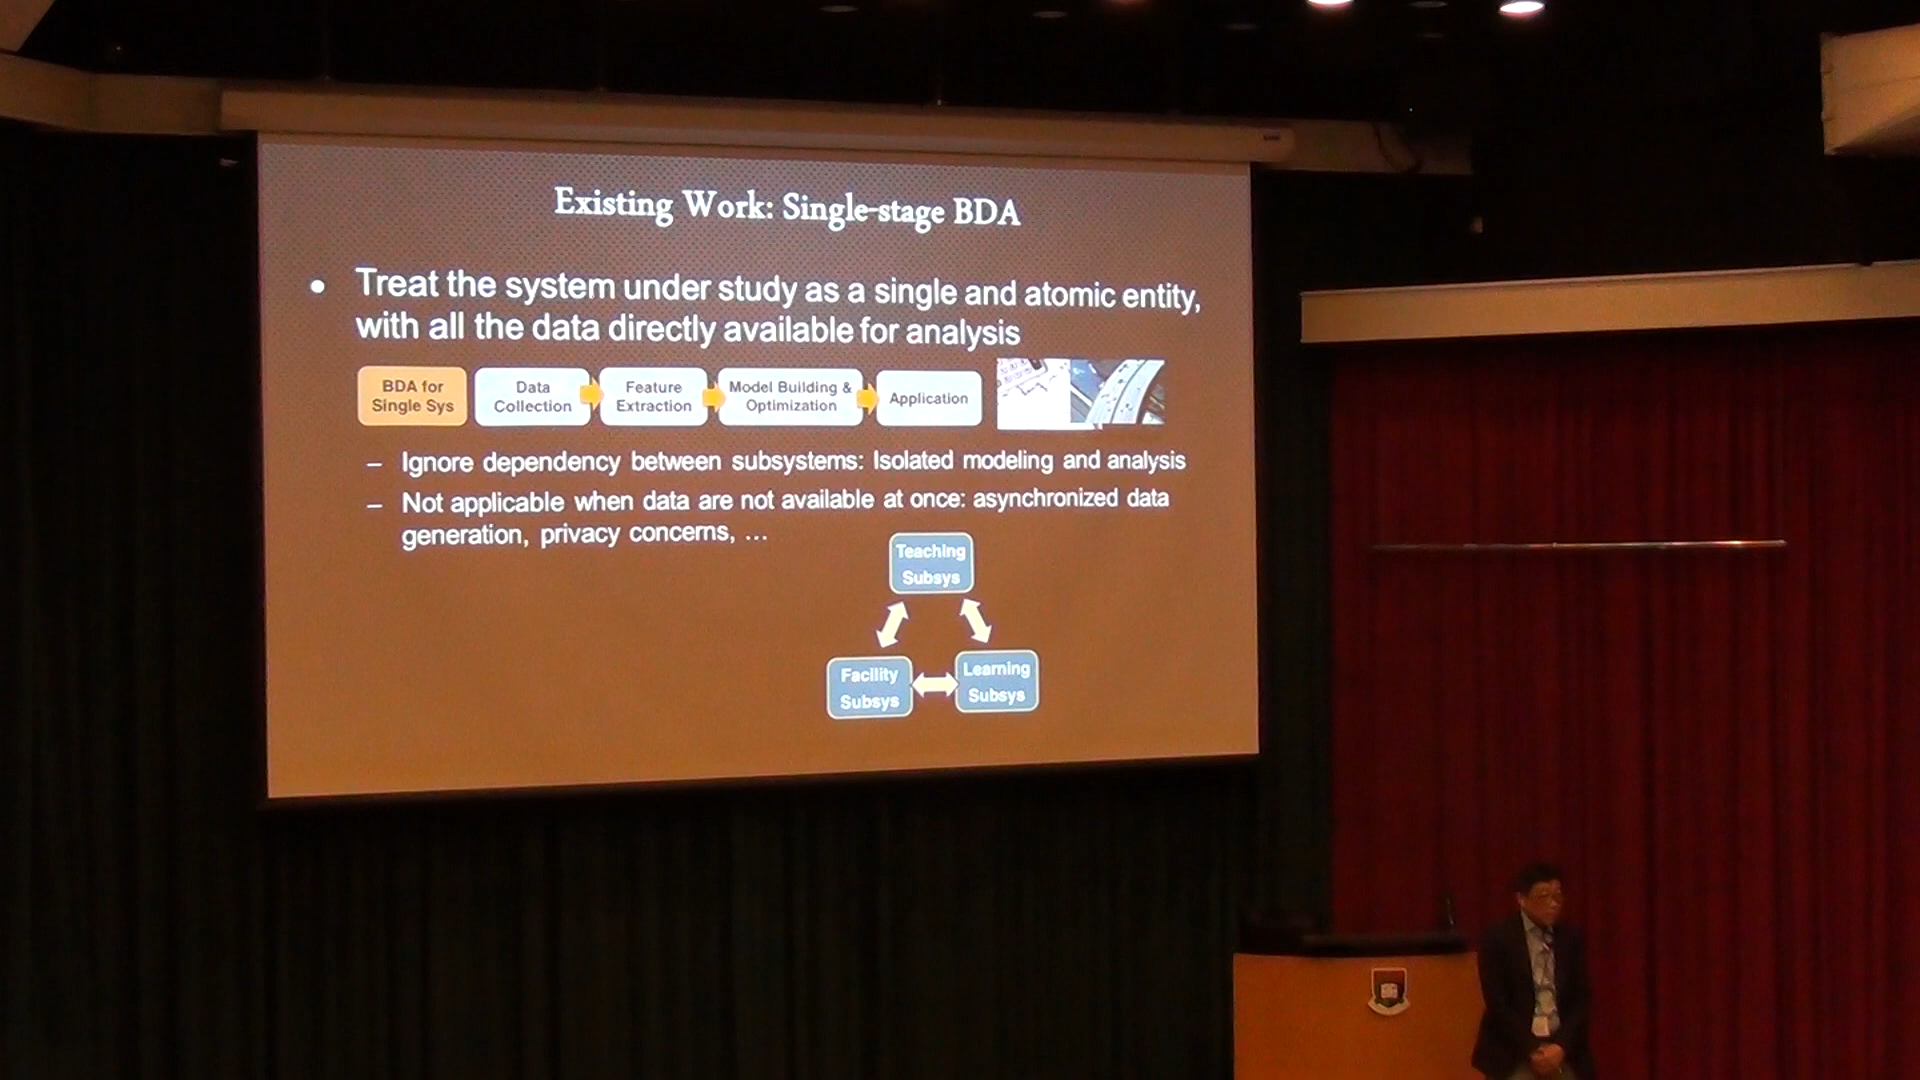 Existing Work: Single-stage BDA
• Treat the system under study as a single and atomic entity,
with all the data directly available for analysis
BDA for
Single Sys
Data
Collection
Feature
Extraction
Model Building &
Optimization
Application
– Ignore dependency between subsystems: Isolated modeling and analysis
– Not applicable when data are not available at once: asynchronized data
generation, privacy concerns, ...
Teaching
Subsys
Facility
Subsys
Learning
Subsys